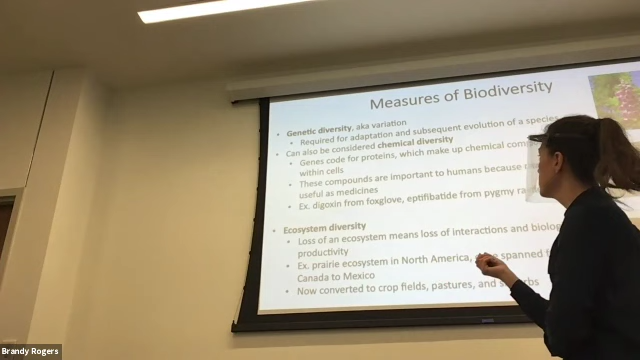 Measures of Biodiversity
• Genetic diversity, aka variation
• Required for adaptation and subsequent evolution of a species
• Can also be considered chemical diversity
• Genes code for proteins, which make up chemical
within cells
• These compounds are important to humans because
useful as medicines
• Ex. digoxin from foxglove, eptifibatide from pygmy
• Ecosystem diversity
• Loss of an ecosystem means loss of interactions and
productivity
• Ex. prairie ecosystem in North America, spanned
Canada to Mexico
• Now converted to crop fields, pastures, and
Brandy Rogers